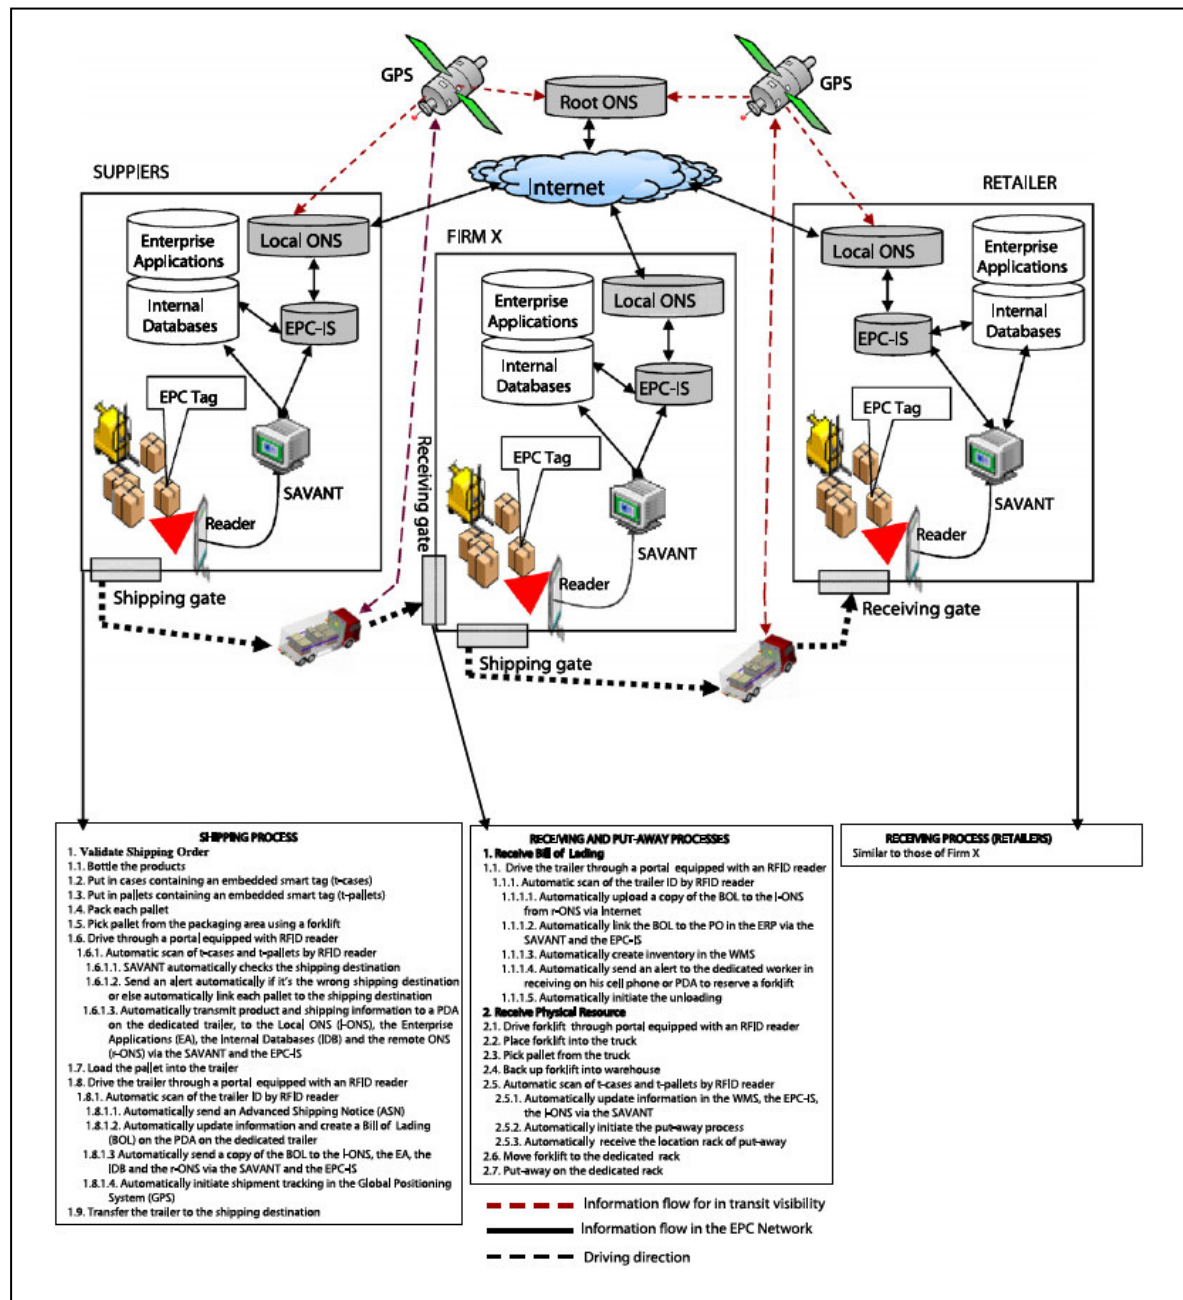 GPS
Root ONS
GPS
Internet
SUPPLIERS
Enterprise
Applications
Internal
Databases
Local ONS
EPC-IS
EPC Tag
SAVANT
Reader
Shipping gate
FIRM X
Enterprise
Applications
Internal
Databases
Local ONS
EPC-IS
Receiving gate
EPC Tag
SAVANT
Reader
Shipping gate
RETAILER
Local ONS
Enterprise
Applications
Internal
Databases
EPC-IS
EPC Tag
SAVANT
Reader
Receiving gate
SHIPPING PROCESS
1. Validate Shipping Order
1.1. Bottle the products
1.2. Put in cases containing an embedded smart tag (t-cases)
1.3. Put in pallets containing an embedded smart tag (t-pallets)
1.4. Pack each pallet
1.5. Pick pallet from the packaging area using a forklift
1.6. Drive through a portal equipped with RFID reader
1.6.1. Automatic scan of t-cases and t-pallets by RFID reader
1.6.1.1. SAVANT automatically checks the shipping destination
1.6.1.2. Send an alert automatically if it's the wrong shipping destination
or else automatically link each pallet to the shipping destination
1.6.1.3. Automatically transmit product and shipping information to a PDA
on the dedicated trailer, to the Local ONS (l-ONS), the Enterprise
Applications (EA), the Internal Databases (IDB) and the remote ONS
(r-ONS) via the SAVANT and the EPC-IS
1.7. Load the pallet into the trailer
1.8. Drive the trailer through a portal equipped with an RFID reader
1.8.1. Automatic scan of the trailer ID by RFID reader
1.8.1.1. Automatically send an Advanced Shipping Notice (ASN)
1.8.1.2. Automatically update information and create a Bill of Lading
(BOL) on the PDA on the dedicated trailer
1.8.1.3 Automatically send a copy of the BOL to the l-ONS, the EA, the
IDB and the r-ONS via the SAVANT and the EPC-IS
1.8.1.4. Automatically initiate shipment tracking in the Global Positioning
System (GPS)
1.9. Transfer the trailer to the shipping destination
RECEIVING AND PUT-AWAY PROCESSES
1. Receive Bill of Lading
1.1. Drive the trailer through a portal equipped with an RFID reader
1.1.1. Automatic scan of the trailer ID by RFID reader
1.1.1.1. Automatically upload a copy of the BOL to the l-ONS
from r-ONS via Internet
1.1.1.2. Automatically link the BOL to the PO in the ERP via the
SAVANT and the EPC-IS
1.1.1.3. Automatically create inventory in the WMS
1.1.1.4. Automatically send an alert to the dedicated worker in
receiving on his cell phone or PDA to reserve a forklift
1.1.1.5. Automatically initiate the unloading
2. Receive Physical Resource
2.1. Drive forklift through portal equipped with an RFID reader
2.2. Place forklift into the truck
2.3. Pick pallet from the truck
2.4. Back up forklift into warehouse
2.5. Automatic scan of t-cases and t-pallets by RFID reader
2.5.1. Automatically update information in the WMS, the EPC-IS,
the l-ONS via the SAVANT
2.5.2. Automatically initiate the put-away process
2.5.3. Automatically receive the location rack of put-away
2.6. Move forklift to the dedicated rack
2.7. Put-away on the dedicated rack
RECEIVING PROCESS (RETAILERS)
Similar to those of Firm X
Information flow for in transit visibility
Information flow in the EPC Network
Driving direction